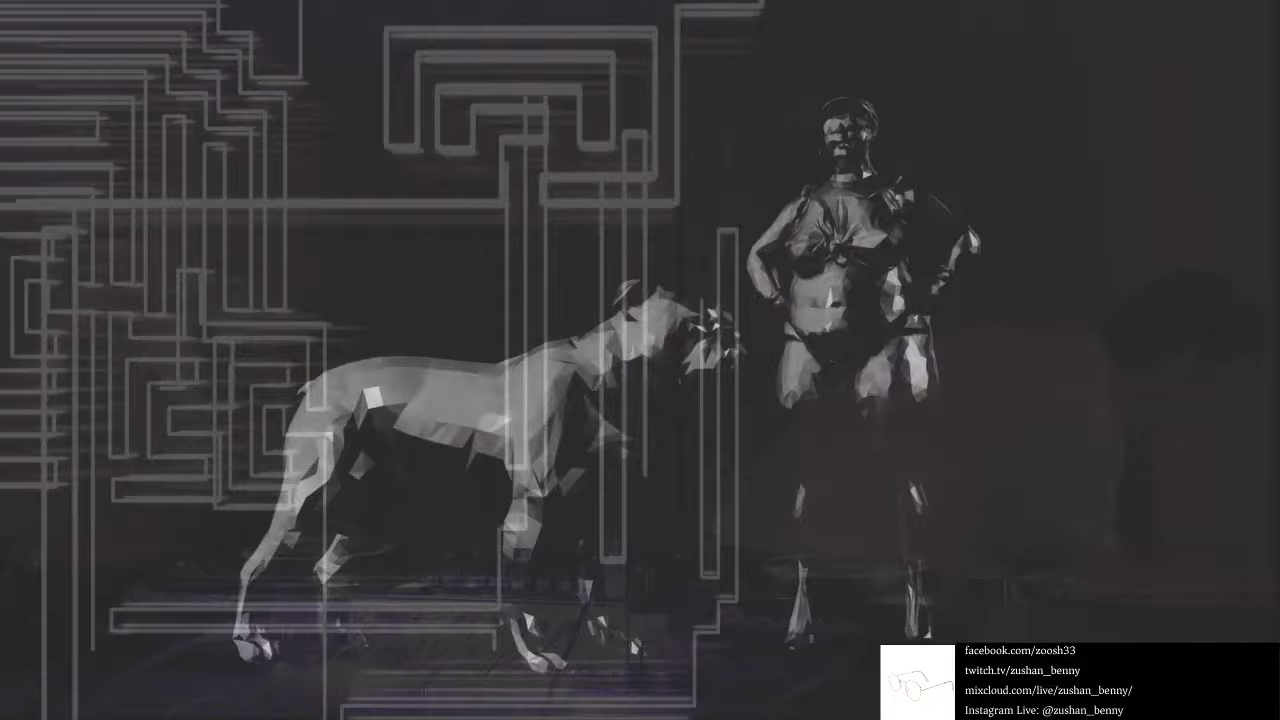 facebook.com/zoosh33
twitch.tv/zushan_benny
mixcloud.com/live/zushan_benny/
Instagram Live: @zushan_benny